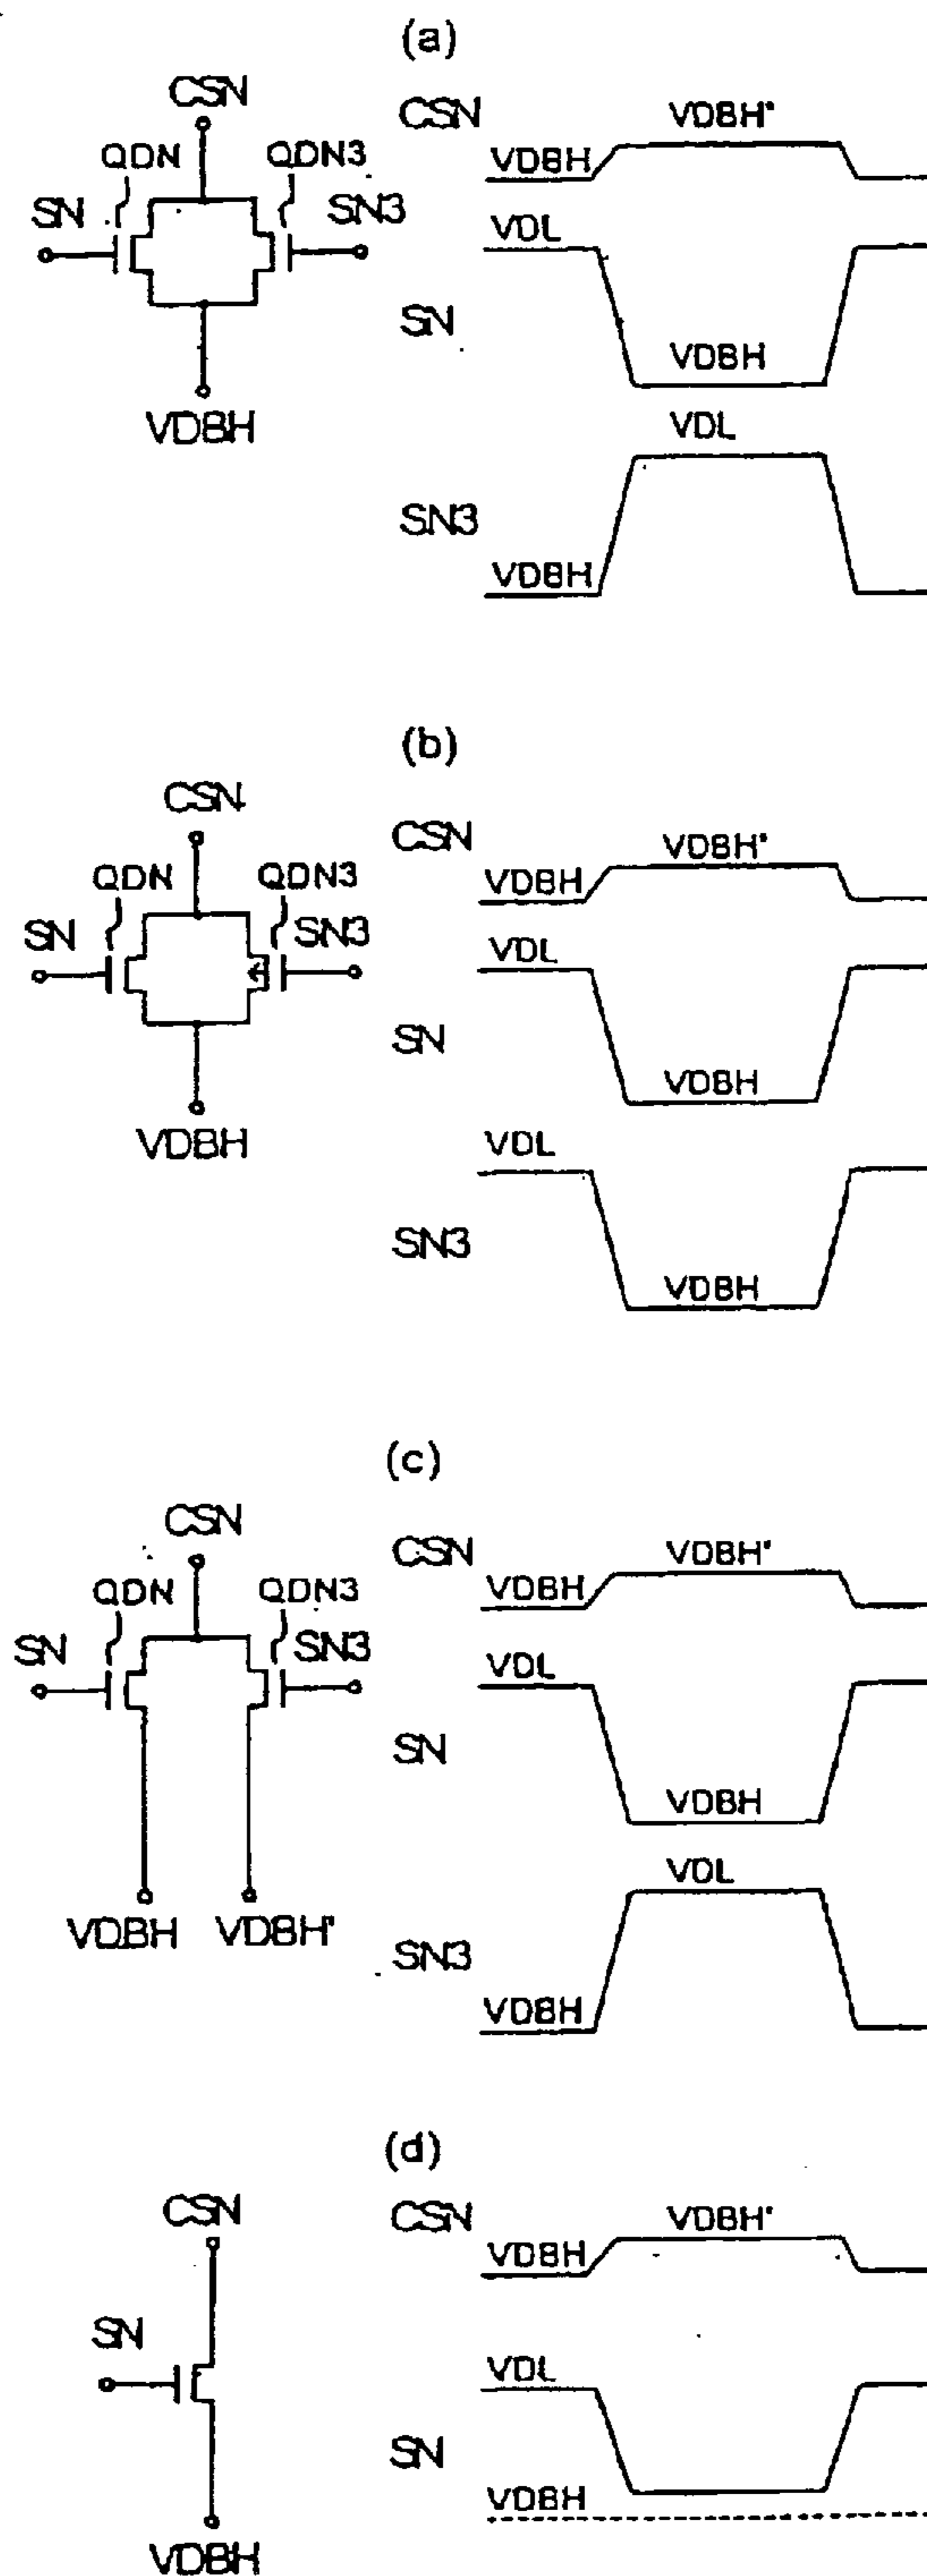 (a)
CSN
QDN
QDN3
SN
SN3
VDBH
CSN
VDBH
VDBH'
SN
VDL
VDBH
SN3
VDL
VDBH
(b)
CSN
QDN
QDN3
SN
SN3
VDBH
CSN
VDBH
VDBH'
SN
VDL
VDBH
SN3
VDL
VDBH
(c)
CSN
QDN
QDN3
SN
SN3
VDBH
VDBH'
CSN
VDBH
VDBH'
SN
VDL
VDBH
SN3
VDL
VDBH
(d)
CSN
SN
VDBH
CSN
VDBH
VDBH'
SN
VDL
VDBH